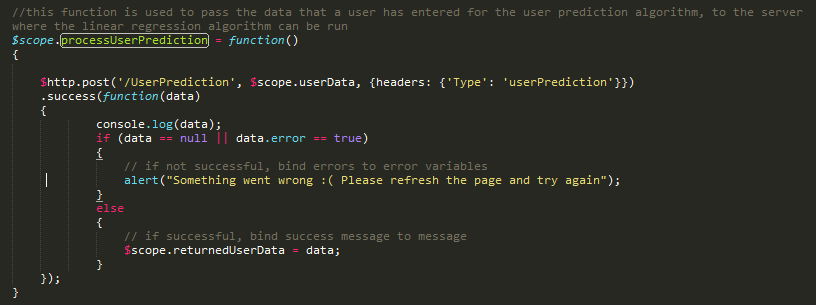 //this function is used to pass the data that a user has entered for the user prediction algorithm, to the server
where the linear regression algorithm can be run
$scope.processUserPrediction = function()
{
$http.post('/UserPrediction', $scope.userData, {headers: {'Type': 'userPrediction'}})
.success(function(data)
{
console.log(data);
if (data == null || data.error == true)
{
// if not successful, bind errors to error variables
alert("Something went wrong :( Please refresh the page and try again");
}
else
{
// if successful, bind success message to message
$scope.returnedUserData = data;
}
});
}